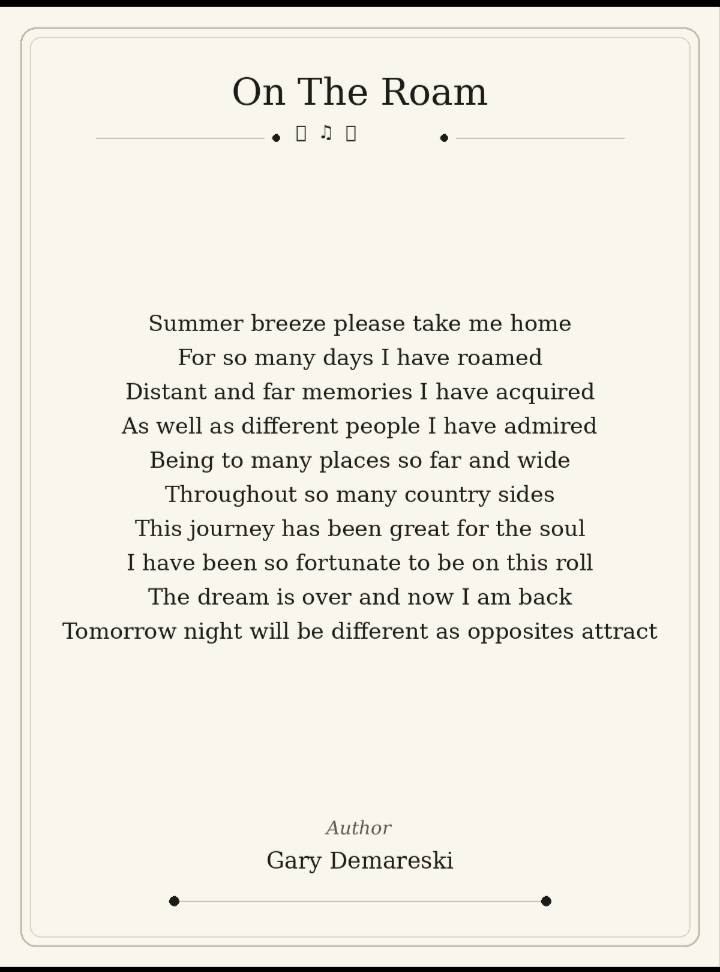 On The Roam
♫
Summer breeze please take me home
For so many days I have roamed
Distant and far memories I have acquired
As well as different people I have admired
Being to many places so far and wide
Throughout so many country sides
This journey has been great for the soul
I have been so fortunate to be on this roll
The dream is over and now I am back
Tomorrow night will be different as opposites attract
Author
Gary Demareski